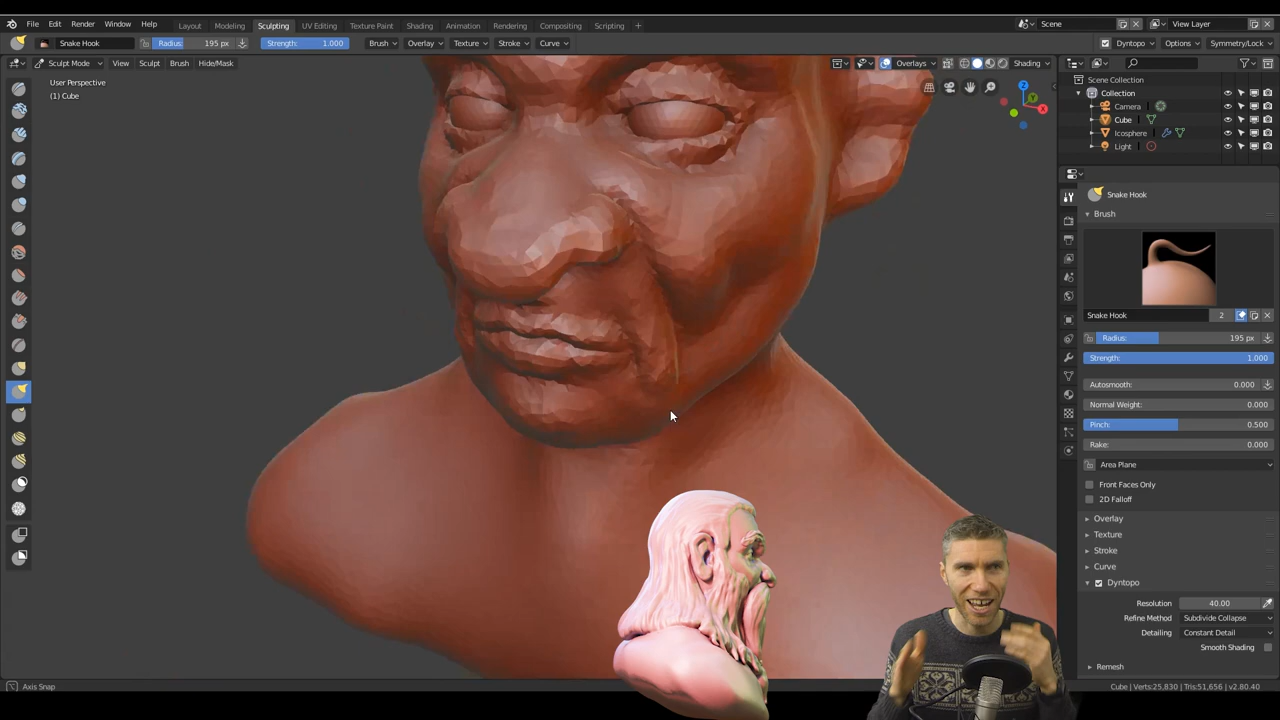 File Edit Render Window Help Layout Modeling Sculpting UV Editing Texture Paint Shading Animation Rendering Compositing Scripting + Scene View Layer
Snake Hook Radius 195 px Strength: 1.000 Brush Overlay Texture Stroke Curve Dyntopo Options Symmetry/Lock
Sculpt Mode View Sculpt Brush Hide/Mask Overlays Shading
User Perspective
(1) Cube
Z
Y
X
Scene Collection
Collection
Camera
Cube
Icosphere
Light
Snake Hook
Brush
Snake Hook 2
Radius: 195 px
Strength: 1.000
Autosmooth: 0.000
Normal Weight: 0.000
Pinch: 0.500
Rake: 0.000
Area Plane
Front Faces Only
2D Falloff
Overlay
Texture
Stroke
Curve
Dyntopo
Resolution 40.00
Refine Method Subdivide Collapse
Detailing Constant Detail
Smooth Shading
Remesh
Axis Snap Cube | Verts:25,830 | Tris:51,656 | v2.80.40